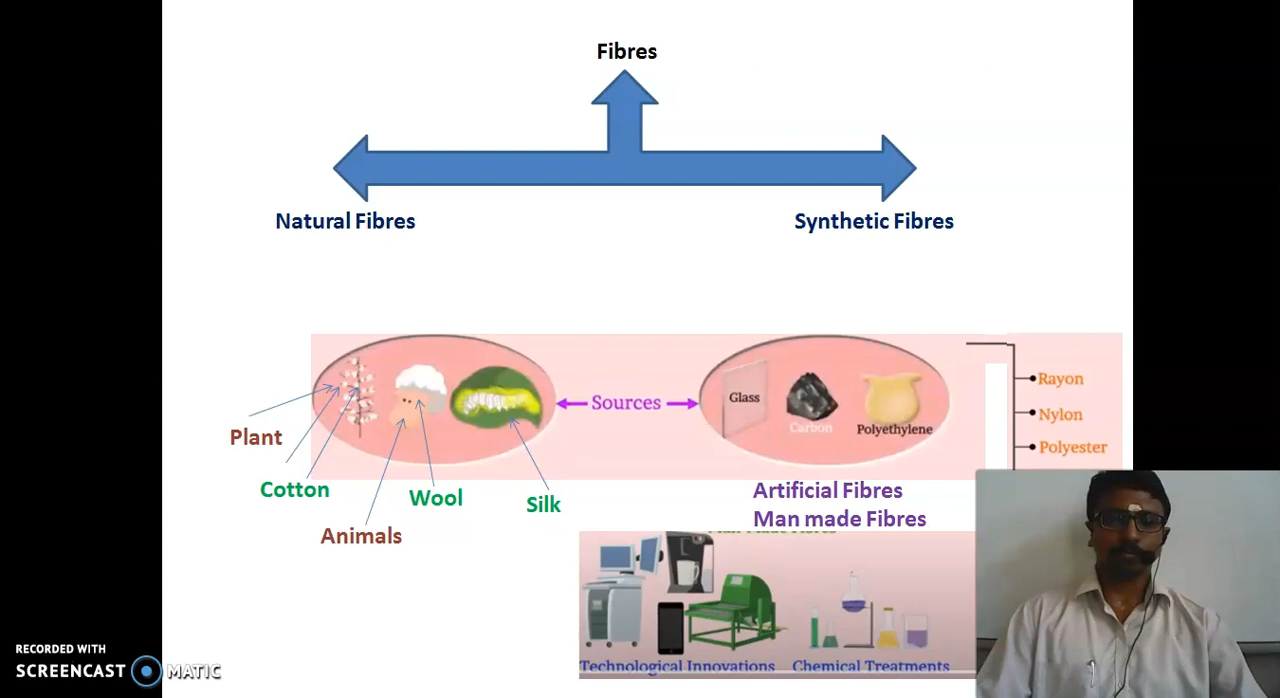 Fibres
Natural Fibres
Synthetic Fibres
Glass
Carbon
Polyethylene
Sources
Rayon
Nylon
Polyester
Plant
Cotton
Wool
Silk
Animals
Artificial Fibres
Man made Fibres
Technological Innovations
Chemical Treatments
RECORDED WITH
SCREENCAST MATIC